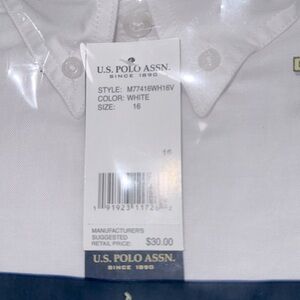 U.S. POLO ASSN.
SINCE 1890
STYLE: M77416WH16V
COLOR: WHITE
SIZE: 16
16
MANUFACTURER'S
SUGGESTED
RETAIL PRICE: $30.00
U.S. POLO ASSN.
SINCE 1890